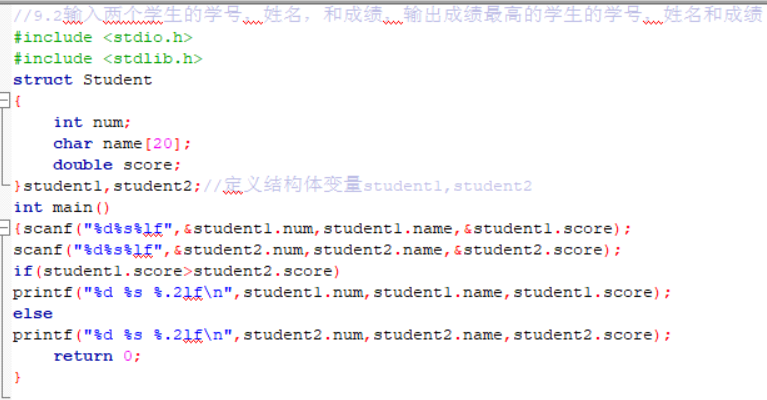 //9.2输入两个学生的学号，姓名，和成绩，输出成绩最高的学生的学号，姓名和成绩
#include <stdio.h>
#include <stdlib.h>
struct Student
{
    int num;
    char name[20];
    double score;
}student1,student2;//定义结构体变量student1,student2
int main()
{scanf("%d%s%lf",&student1.num,student1.name,&student1.score);
scanf("%d%s%lf",&student2.num,student2.name,&student2.score);
if(student1.score>student2.score)
printf("%d %s %.2lf\n",student1.num,student1.name,student1.score);
else
printf("%d %s %.2lf\n",student2.num,student2.name,student2.score);
    return 0;
}